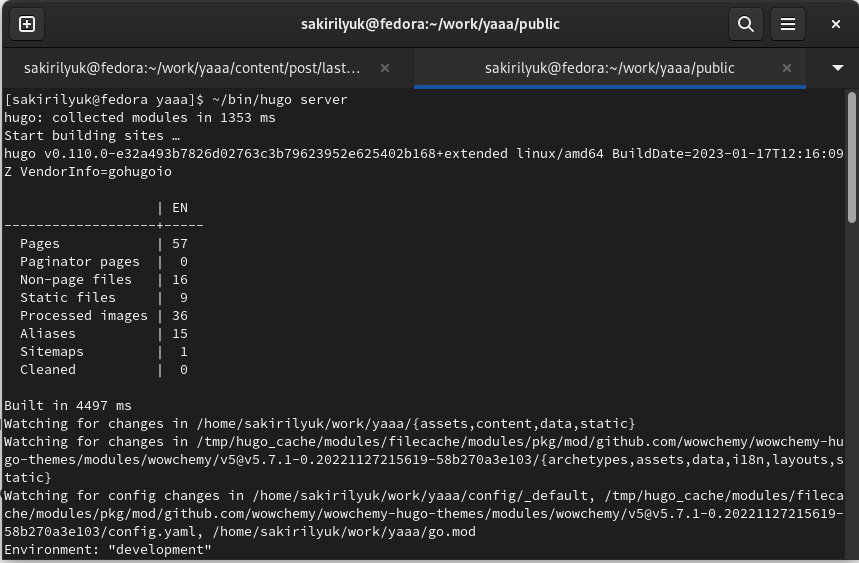 sakirilyuk@fedora:~/work/yaaa/public
sakirilyuk@fedora:~/work/yaaa/content/post/last…
sakirilyuk@fedora:~/work/yaaa/public
[sakirilyuk@fedora yaaa]$ ~/bin/hugo server
hugo: collected modules in 1353 ms
Start building sites …
hugo v0.110.0-e32a493b7826d02763c3b79623952e625402b168+extended linux/amd64 BuildDate=2023-01-17T12:16:09
Z VendorInfo=gohugoio
                   | EN
-------------------+-----
  Pages            | 57
  Paginator pages  |  0
  Non-page files   | 16
  Static files     |  9
  Processed images | 36
  Aliases          | 15
  Sitemaps         |  1
  Cleaned          |  0
Built in 4497 ms
Watching for changes in /home/sakirilyuk/work/yaaa/{assets,content,data,static}
Watching for changes in /tmp/hugo_cache/modules/filecache/modules/pkg/mod/github.com/wowchemy/wowchemy-hu
go-themes/modules/wowchemy/v5@v5.7.1-0.20221127215619-58b270a3e103/{archetypes,assets,data,i18n,layouts,s
tatic}
Watching for config changes in /home/sakirilyuk/work/yaaa/config/_default, /tmp/hugo_cache/modules/fileca
che/modules/pkg/mod/github.com/wowchemy/wowchemy-hugo-themes/modules/wowchemy/v5@v5.7.1-0.20221127215619-
58b270a3e103/config.yaml, /home/sakirilyuk/work/yaaa/go.mod
Environment: "development"